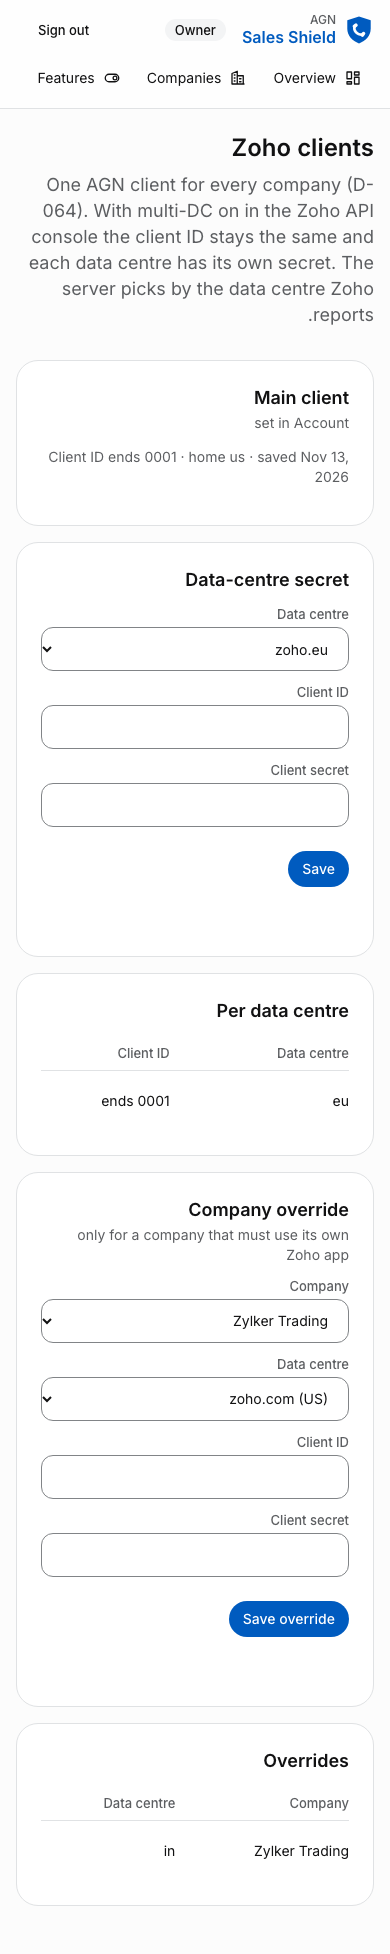 AGN
Sales Shield
Owner
Sign out
Overview
Companies
Features
Zoho clients
One AGN client for every company (D-
064). With multi-DC on in the Zoho API
console the client ID stays the same and
each data centre has its own secret. The
server picks by the data centre Zoho
.reports
Main client
set in Account
Client ID ends 0001 · home us · saved Nov 13,
2026
Data-centre secret
Data centre
zoho.eu
Client ID
Client secret
Save
Per data centre
Data centre
Client ID
eu
ends 0001
Company override
only for a company that must use its own
Zoho app
Company
Zylker Trading
Data centre
zoho.com (US)
Client ID
Client secret
Save override
Overrides
Company
Data centre
Zylker Trading
in